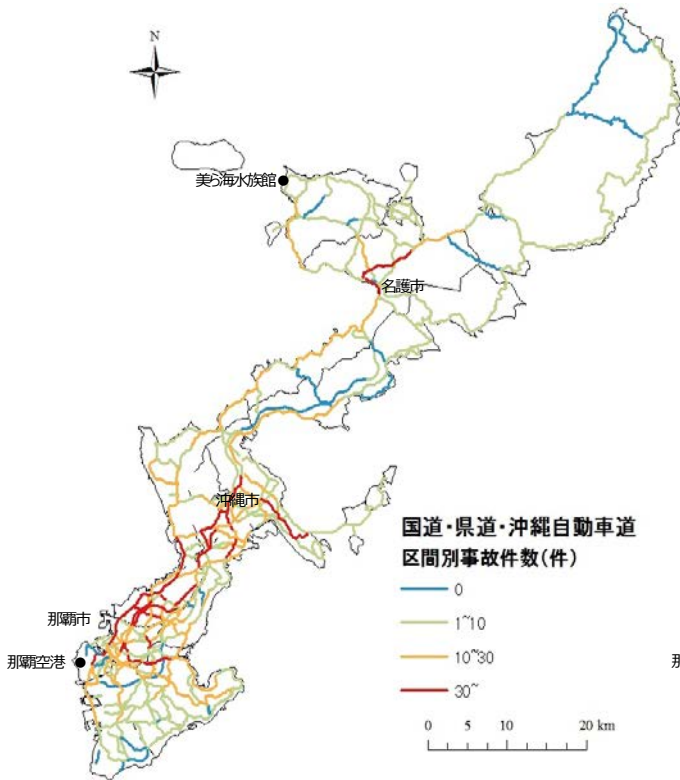 美ら海水族館
名護市
沖縄市
国道・県道・沖縄自動車道
区間別事故件数(件)
0
1~10
那覇市
10~30
那覇空港
那
30~
0 5 10 20 km